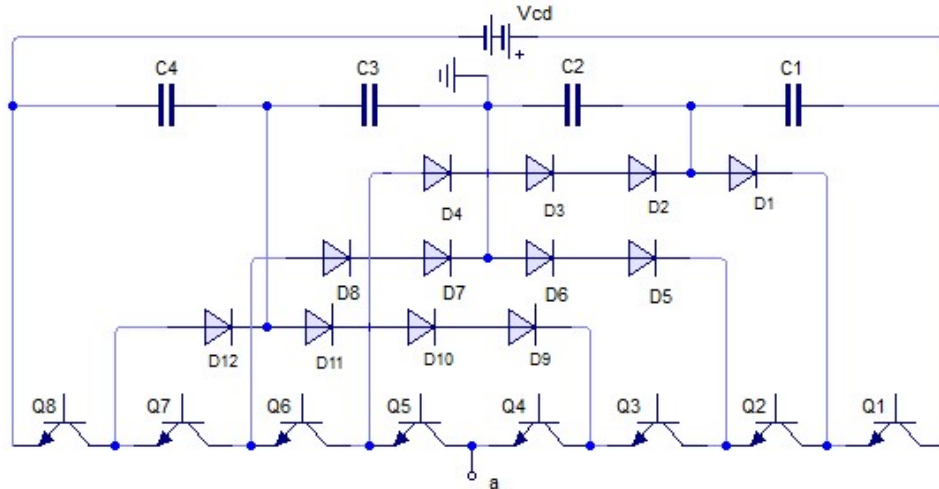 Vcd
+
C4 C3 C2 C1
D4 D3 D2 D1
D8 D7 D6 D5
D12 D11 D10 D9
Q8 Q7 Q6 Q5 Q4 Q3 Q2 Q1
a